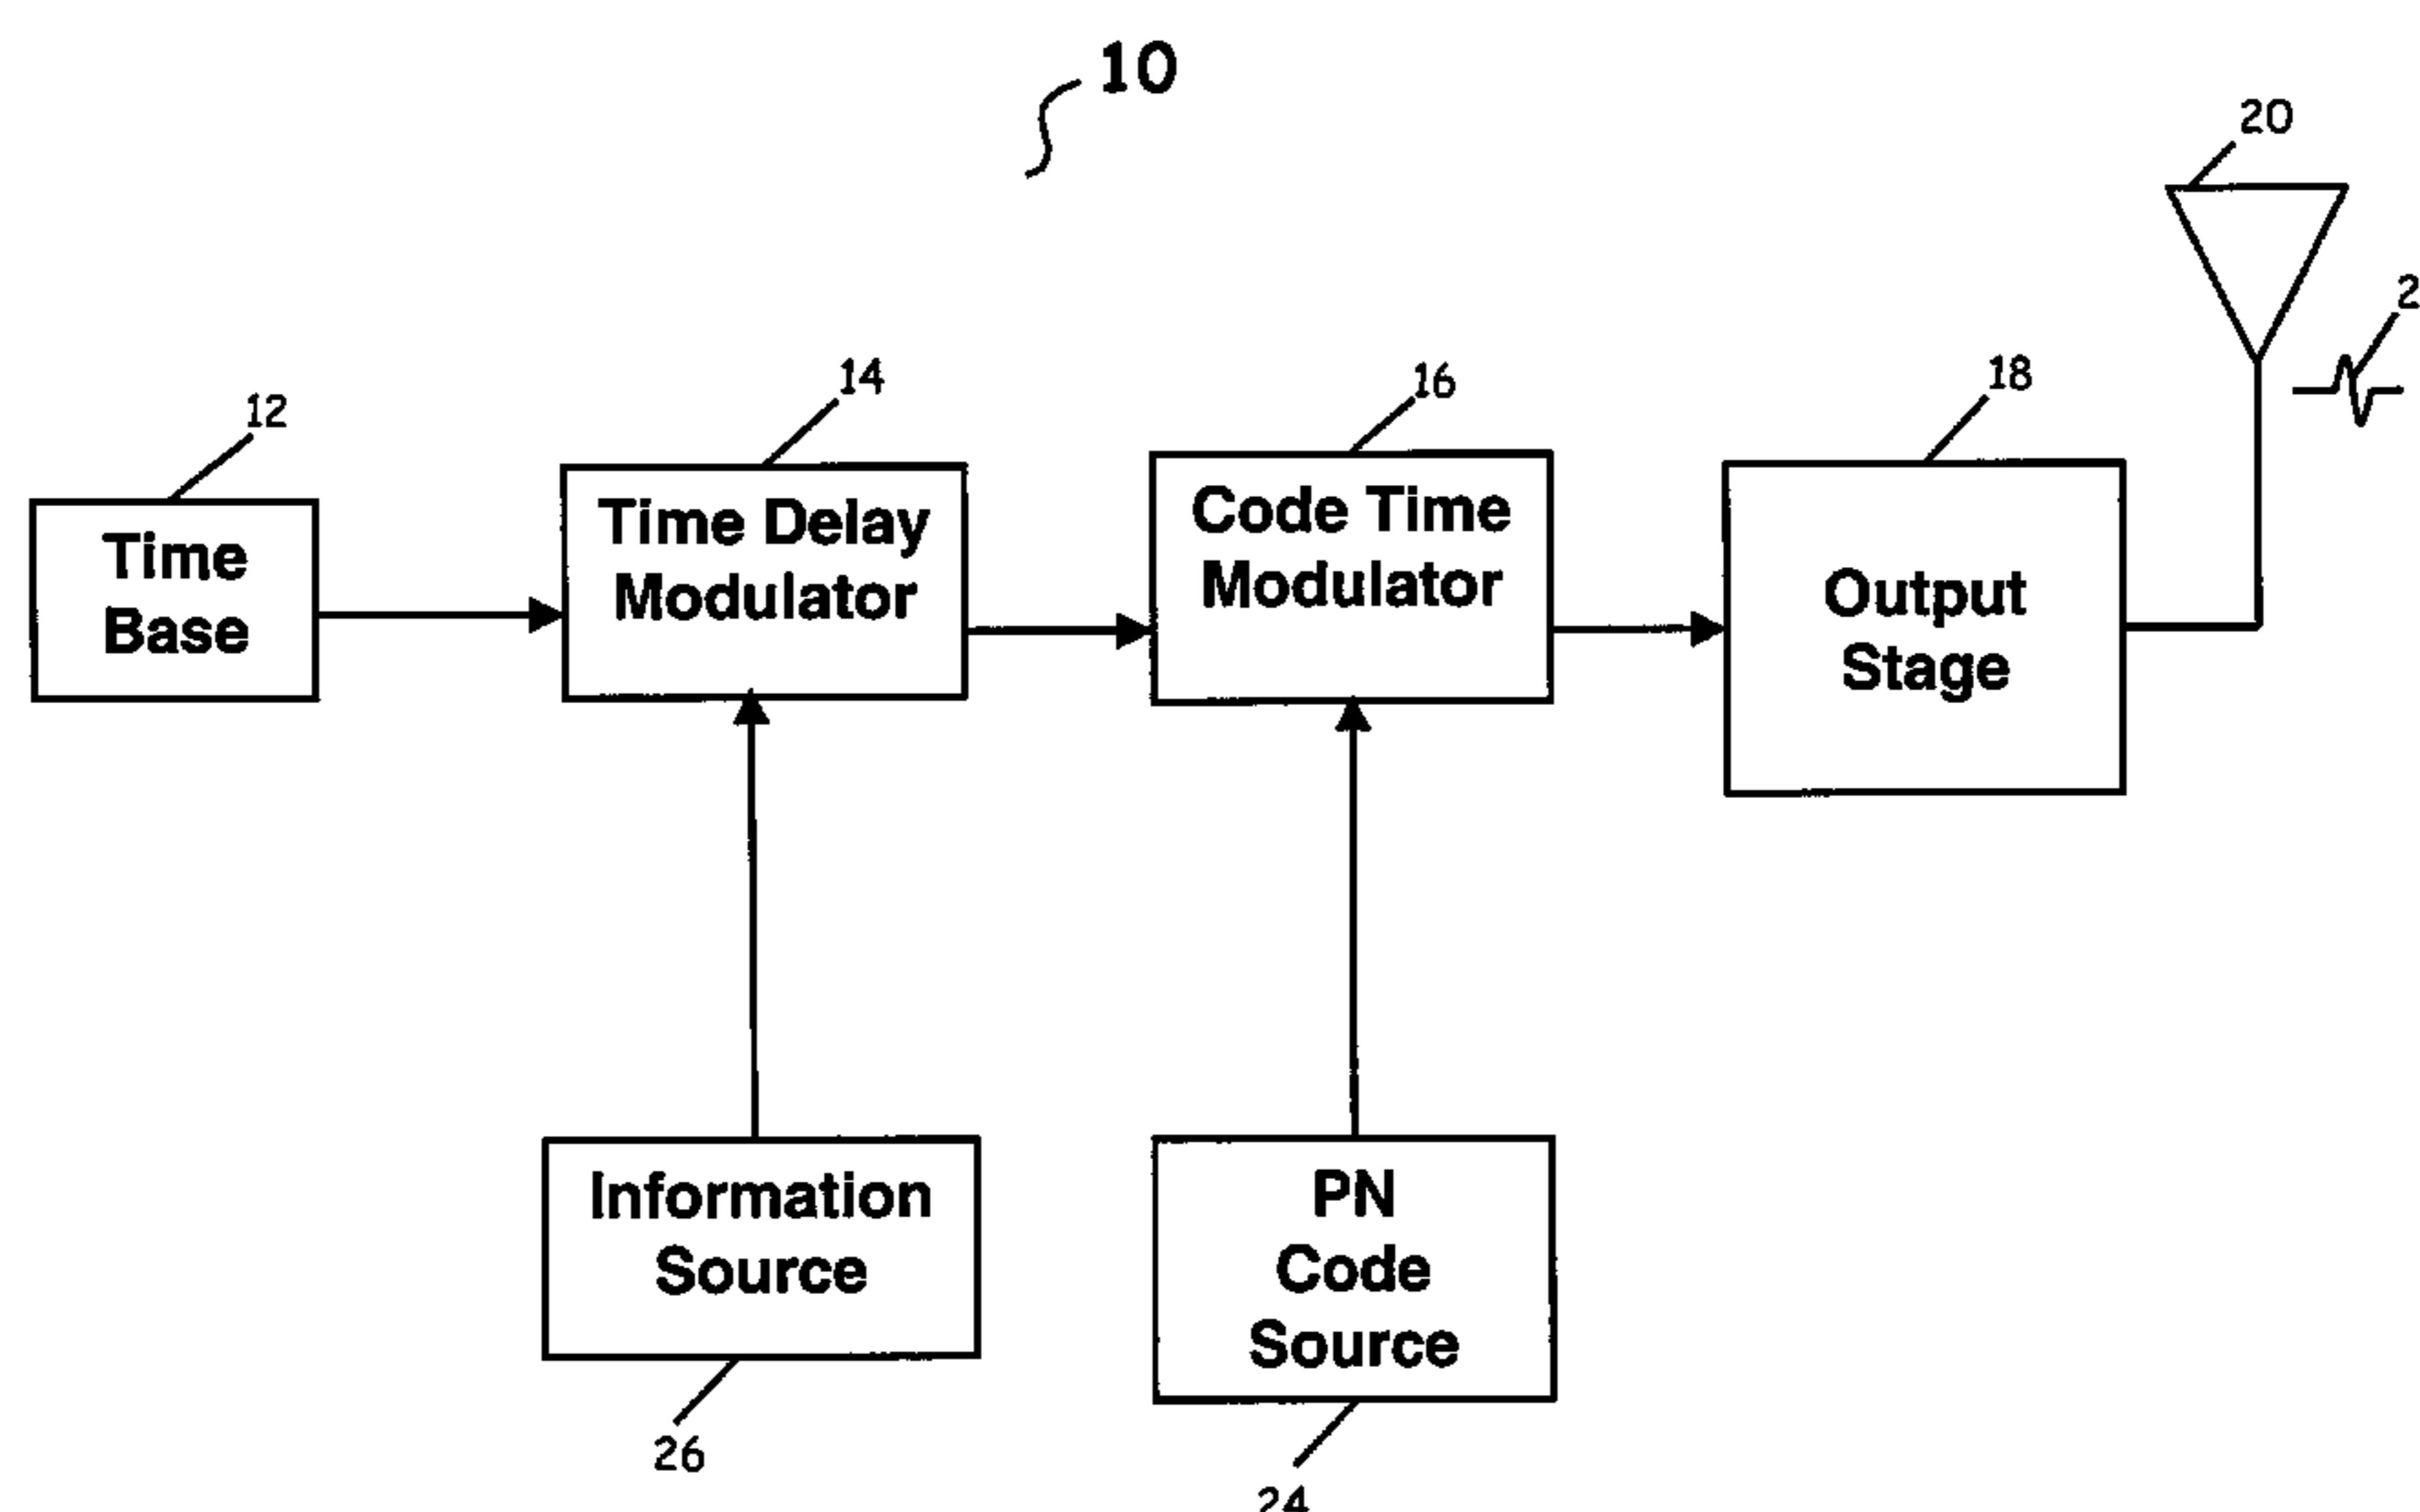 10
20
2
12
14
16
18
Time
Base
Time Delay
Modulator
Code Time
Modulator
Output
Stage
Information
Source
PN
Code
Source
26
24